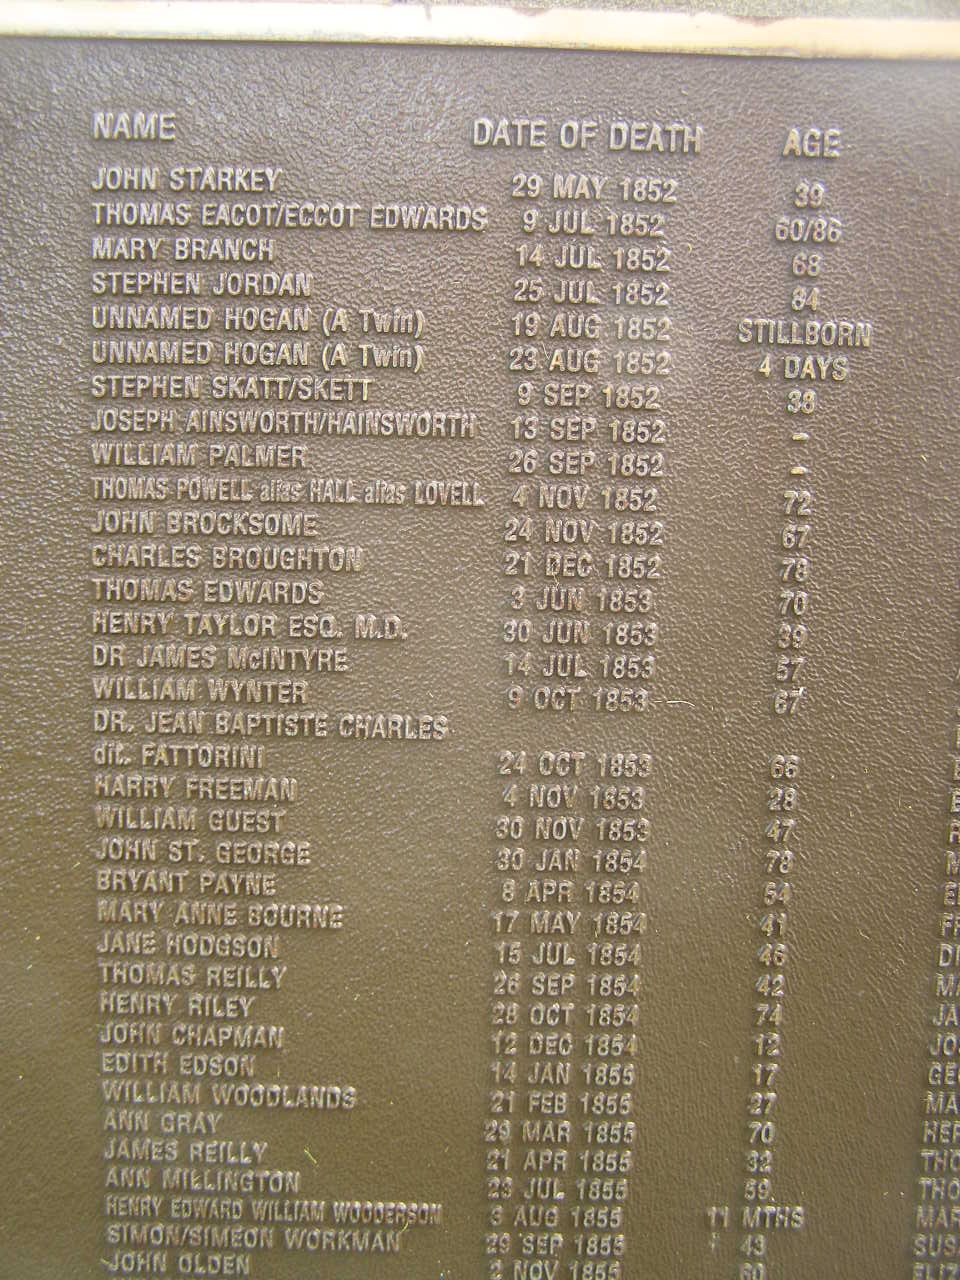 NAME DATE OF DEATH AGE
JOHN STARKEY 29 MAY 1852 39
THOMAS EACOT/ECCOT EDWARDS 9 JUL 1852 60/86
MARY BRANCH 14 JUL 1852 68
STEPHEN JORDAN 25 JUL 1852 84
UNNAMED HOGAN (A Twin) 19 AUG 1852 STILLBORN
UNNAMED HOGAN (A Twin) 23 AUG 1852 4 DAYS
STEPHEN SKATT/SKETT 9 SEP 1852 38
JOSEPH AINSWORTH/HAINSWORTH 13 SEP 1852 –
WILLIAM PALMER 26 SEP 1852 –
THOMAS POWELL alias HALL alias LOVELL 4 NOV 1852 72
JOHN BROCKSOME 24 NOV 1852 67
CHARLES BROUGHTON 21 DEC 1852 78
THOMAS EDWARDS 3 JUN 1853 70
HENRY TAYLOR ESQ. M.D. 30 JUN 1853 39
DR JAMES McINTYRE 14 JUL 1853 57
WILLIAM WYNTER 9 OCT 1853 67
DR. JEAN BAPTISTE CHARLES
dit. FATTORINI 24 OCT 1853 66
HARRY FREEMAN 4 NOV 1853 28
WILLIAM GUEST 30 NOV 1853 47
JOHN ST. GEORGE 30 JAN 1854 78
BRYANT PAYNE 8 APR 1854 54
MARY ANNE BOURNE 17 MAY 1854 41
JANE HODGSON 15 JUL 1854 46
THOMAS REILLY 26 SEP 1854 42
HENRY RILEY 28 OCT 1854 74
JOHN CHAPMAN 12 DEC 1854 12
EDITH EDSON 14 JAN 1855 17
WILLIAM WOODLANDS 21 FEB 1855 27
ANN GRAY 29 MAR 1855 70
JAMES REILLY 21 APR 1855 32
ANN MILLINGTON 23 JUL 1855 59
HENRY EDWARD WILLIAM WOODERSON 3 AUG 1855 11 MTHS
SIMON/SIMEON WORKMAN 29 SEP 1855 43
JOHN OLDEN 2 NOV 1855 60